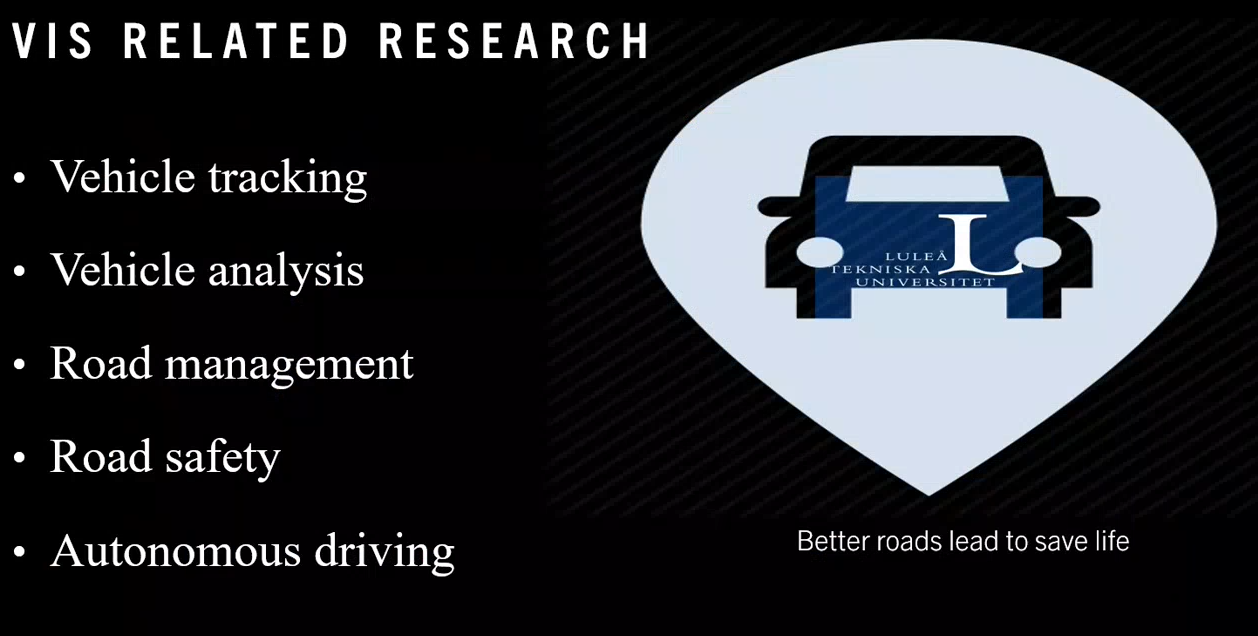 VIS RELATED RESEARCH
• Vehicle tracking
• Vehicle analysis
• Road management
• Road safety
• Autonomous driving
L
LULEÅ
TEKNISKA
UNIVERSITET
Better roads lead to save life